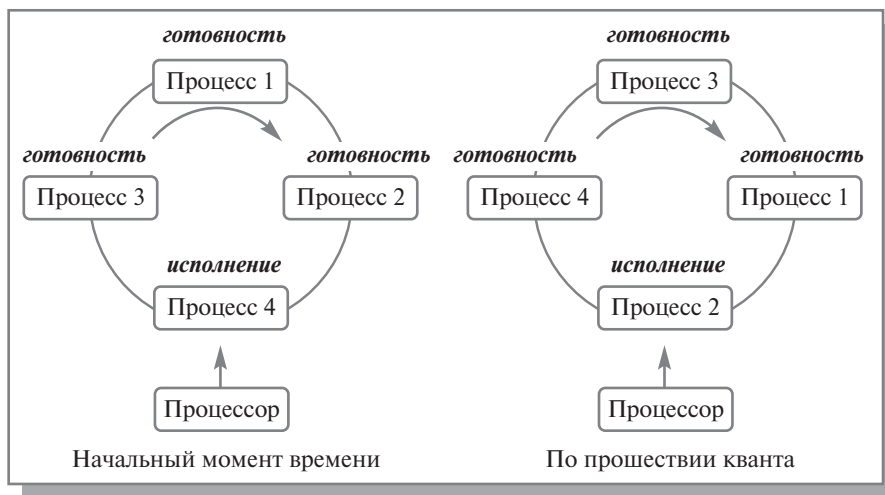 готовность
Процесс 1
готовность
готовность
Процесс 3
Процесс 2
исполнение
Процесс 4
Процессор
Начальный момент времени
готовность
Процесс 3
готовность
готовность
Процесс 4
Процесс 1
исполнение
Процесс 2
Процессор
По прошествии кванта